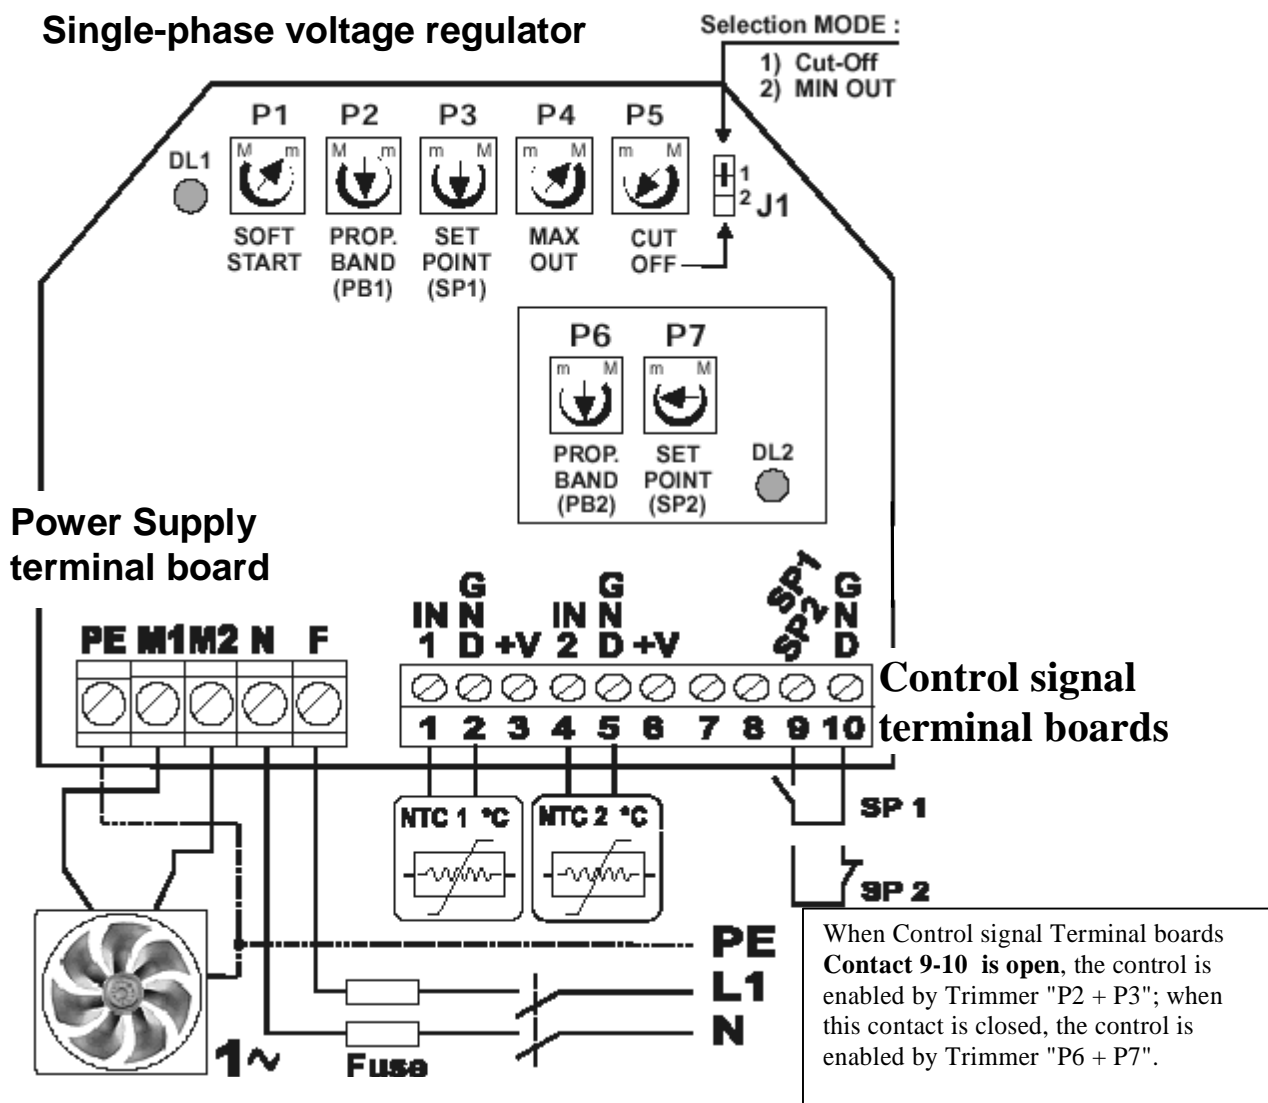 Single-phase voltage regulator
Selection MODE :
1) Cut-Off
2) MIN OUT
P1 P2 P3 P4 P5
DL1
M m M m m M m M m M
1
2 J1
SOFT START
PROP. BAND (PB1)
SET POINT (SP1)
MAX OUT
CUT OFF
P6 P7
m M m M
PROP. BAND (PB2)
SET POINT (SP2)
DL2
Power Supply
terminal board
PE M1 M2 N F
IN 1 GND +V IN 2 GND +V SP1 SP2 GND
1 2 3 4 5 6 7 8 9 10
Control signal
terminal boards
NTC 1 °C
NTC 2 °C
SP 1
SP 2
PE
L1
N
1~
Fuse
When Control signal Terminal boards
Contact 9-10 is open, the control is
enabled by Trimmer "P2 + P3"; when
this contact is closed, the control is
enabled by Trimmer "P6 + P7".